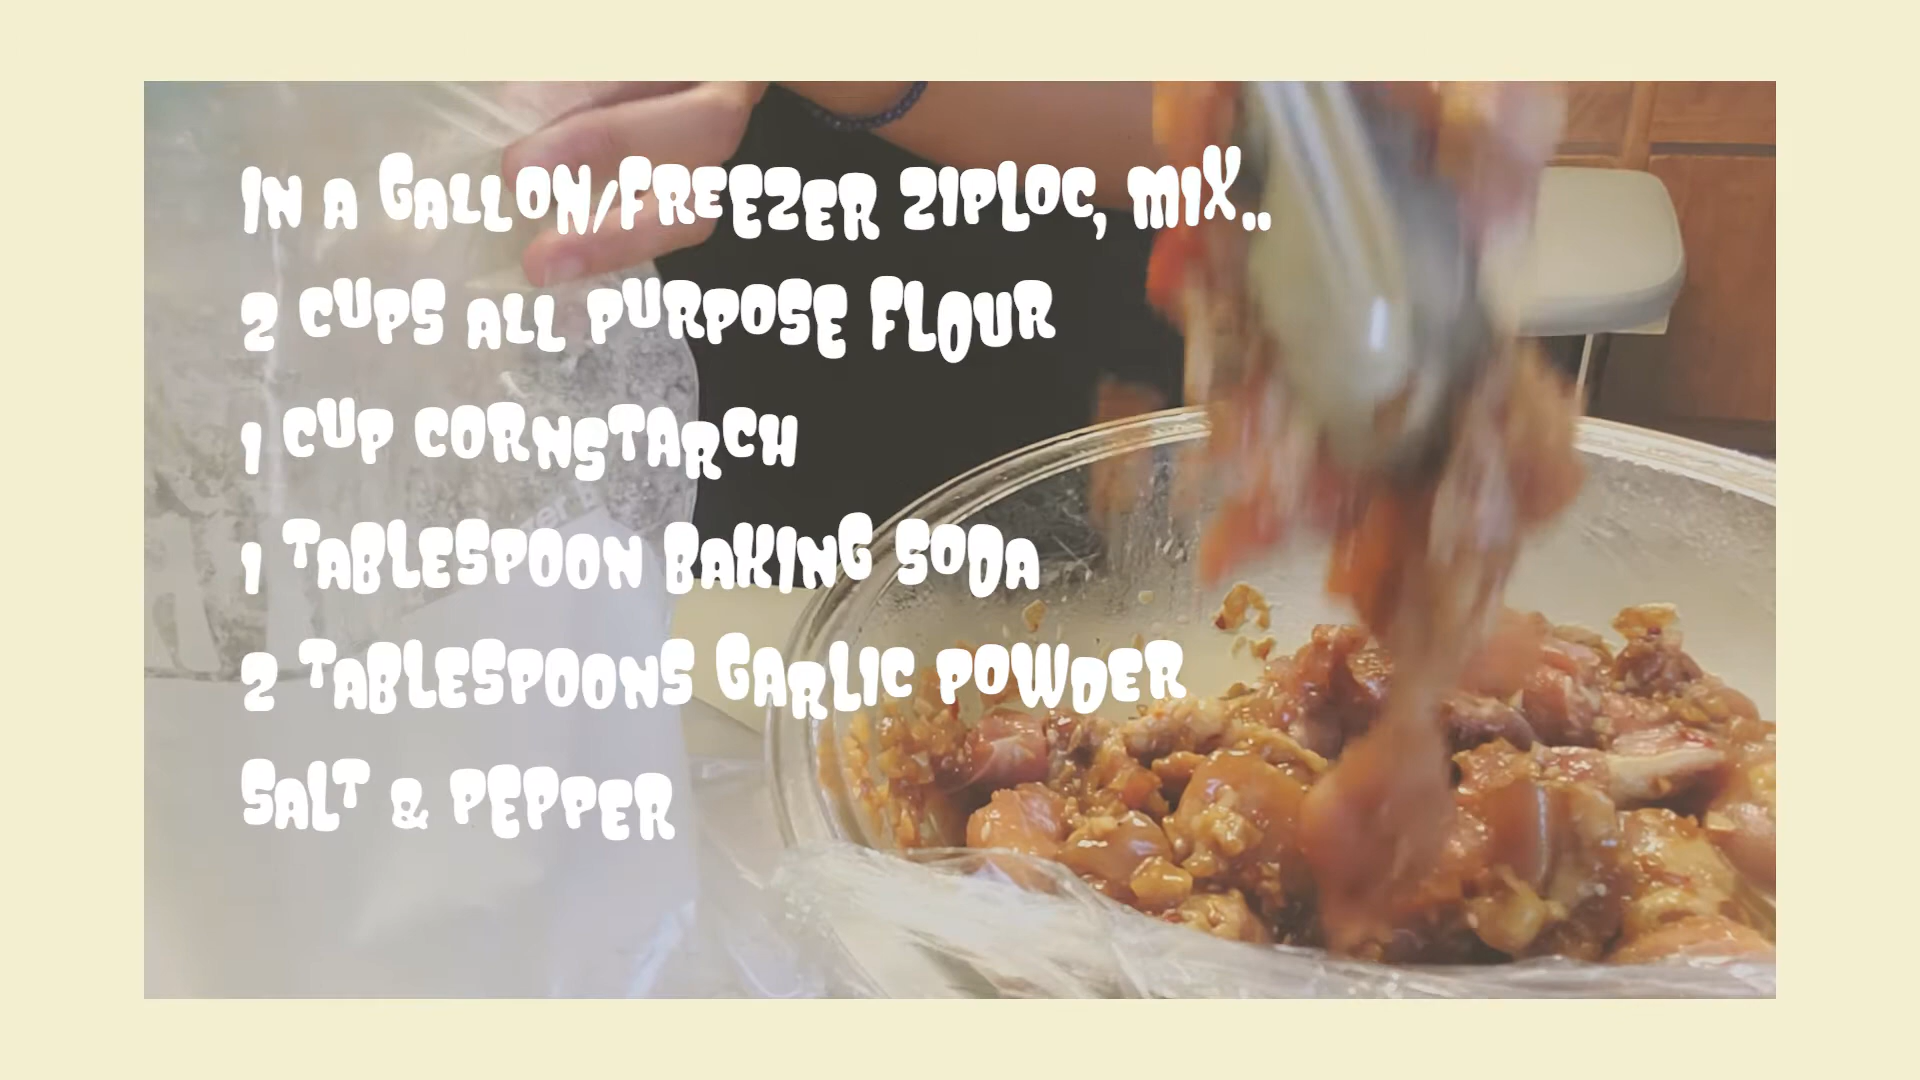 In a Gallon/Freezer Ziploc, mix..
2 cups all purpose flour
1 cup cornstarch
1 Tablespoon Baking Soda
2 Tablespoons Garlic Powder
Salt & Pepper